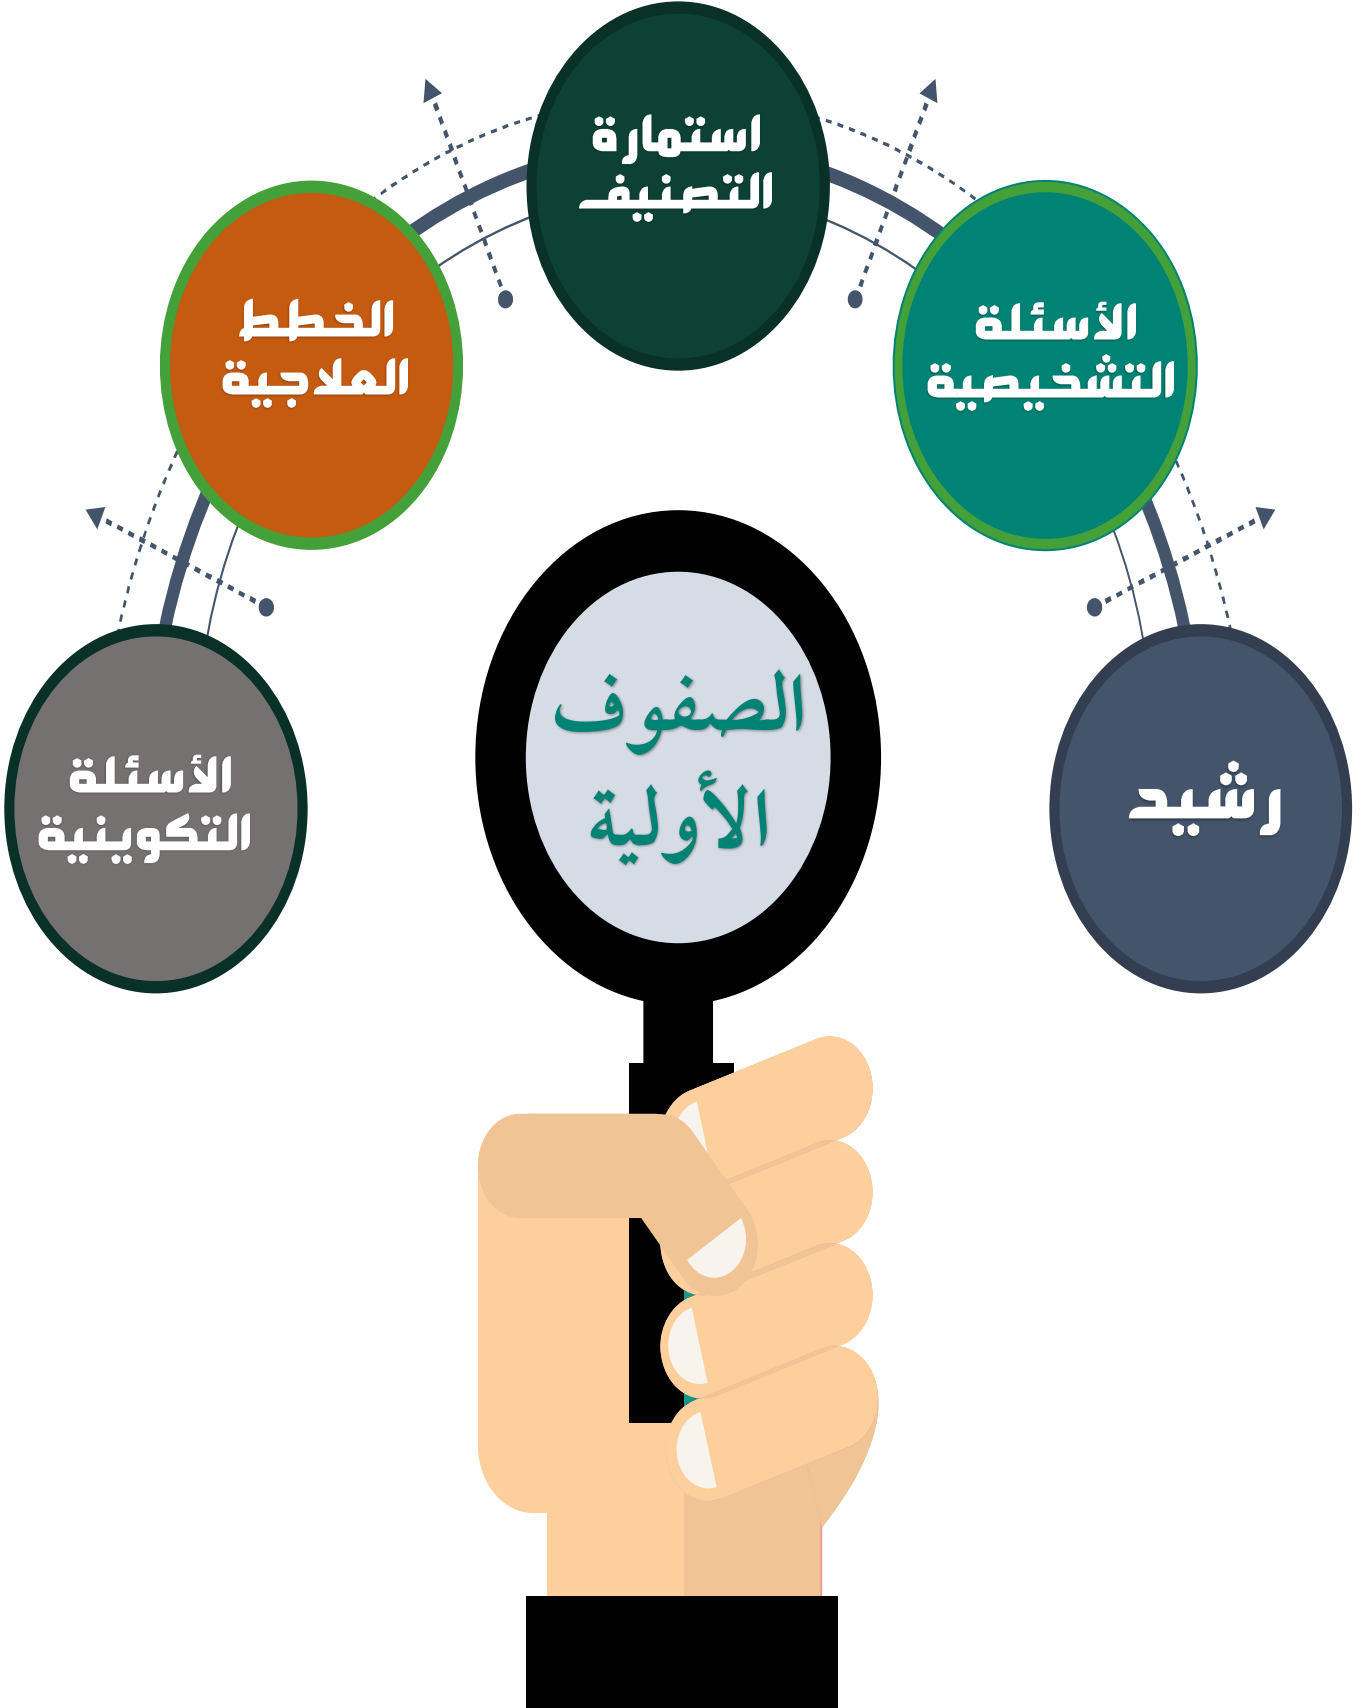 استمارة
التصنيف
الأسئلة
التشخيصية
الخطط
العلاجية
رشيد
الصفوف
الأولية
الأسئلة
التكوينية